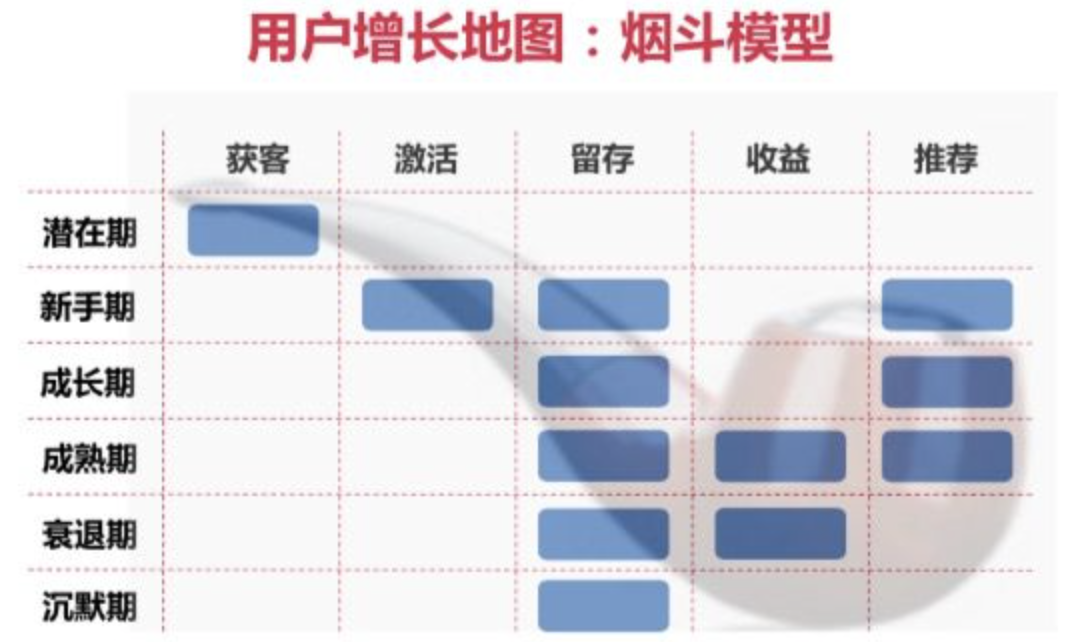 用户增长地图：烟斗模型
获客 激活 留存 收益 推荐
潜在期
新手期
成长期
成熟期
衰退期
沉默期